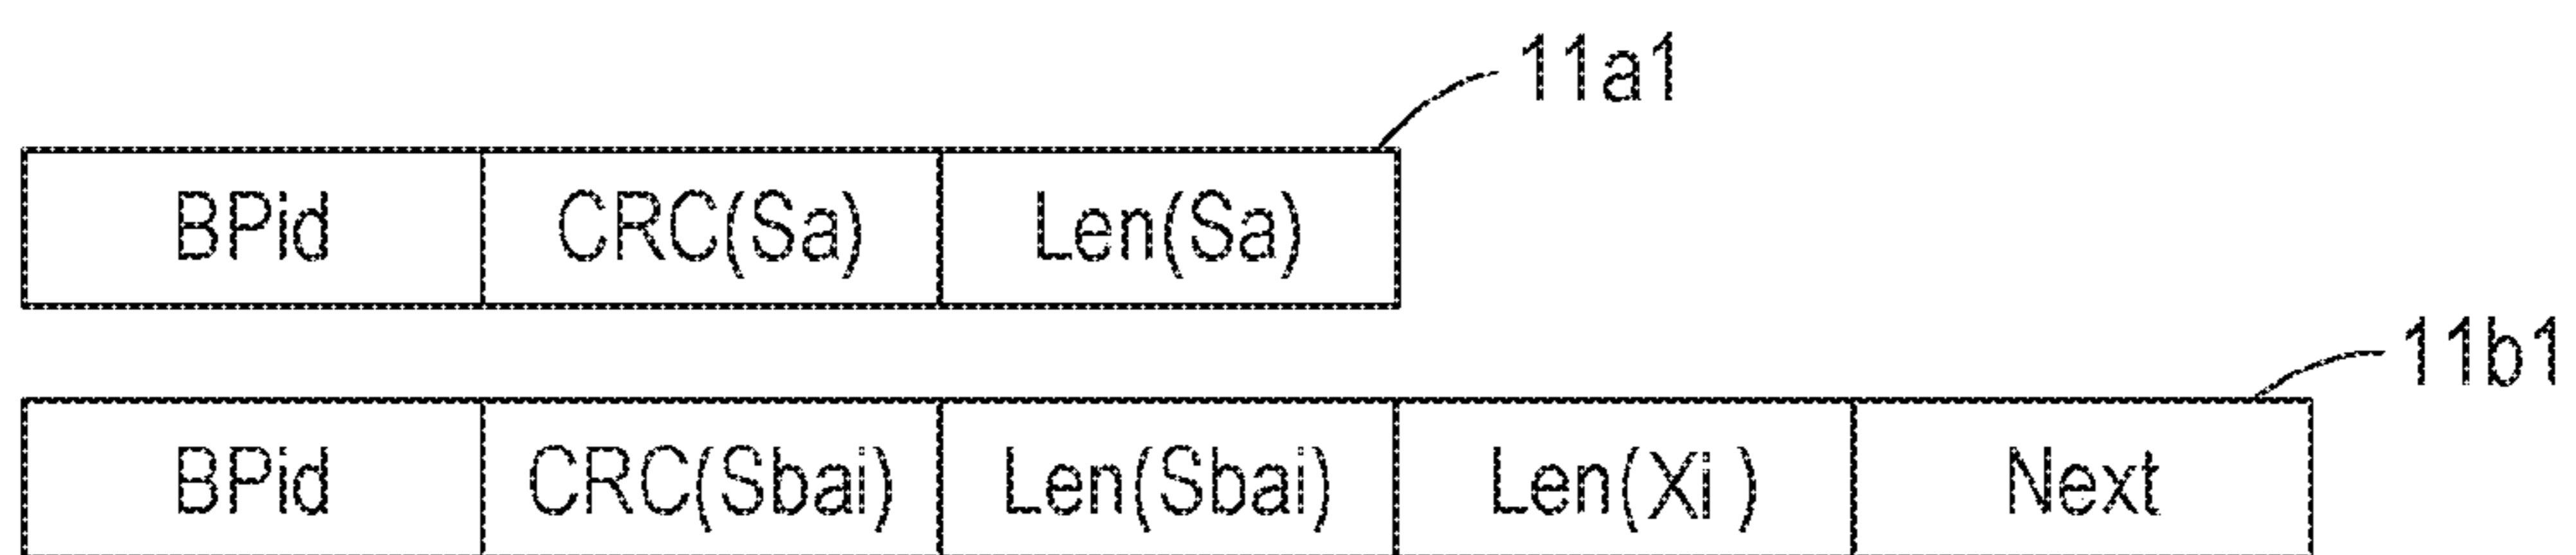 11a1
BPid CRC(Sa) Len(Sa)
11b1
BPid CRC(Sbai) Len(Sbai) Len(Xi ) Next